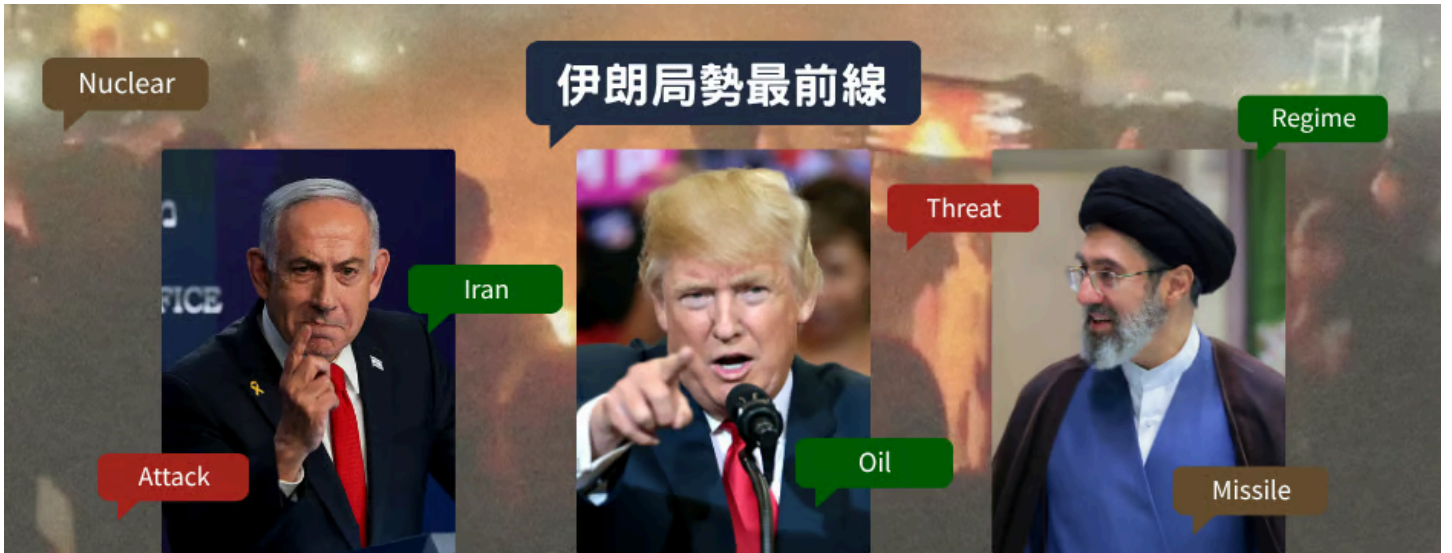 Nuclear
伊朗局勢最前線
Regime
Threat
Iran
FICE
Oil
Attack
Missile